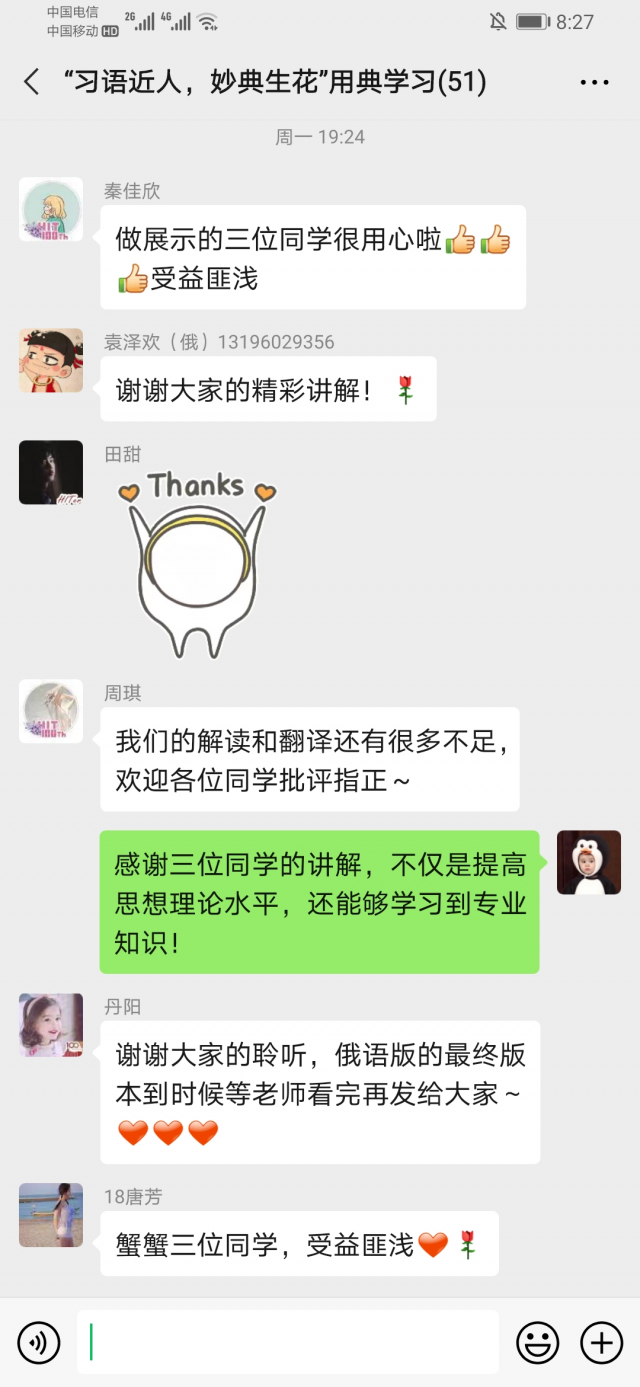 中国电信
中国移动 HD
2G 4G
8:27
“习语近人，妙典生花”用典学习(51)
周一 19:24
秦佳欣
做展示的三位同学很用心啦👍👍
👍受益匪浅
HIT
100TH
袁泽欢（俄）13196029356
谢谢大家的精彩讲解！🌹
田甜
Thanks
周琪
我们的解读和翻译还有很多不足，
欢迎各位同学批评指正～
HIT
100TH
感谢三位同学的讲解，不仅是提高
思想理论水平，还能够学习到专业
知识！
丹阳
谢谢大家的聆听，俄语版的最终版
本到时候等老师看完再发给大家～
❤❤❤
18唐芳
蟹蟹三位同学，受益匪浅❤🌹